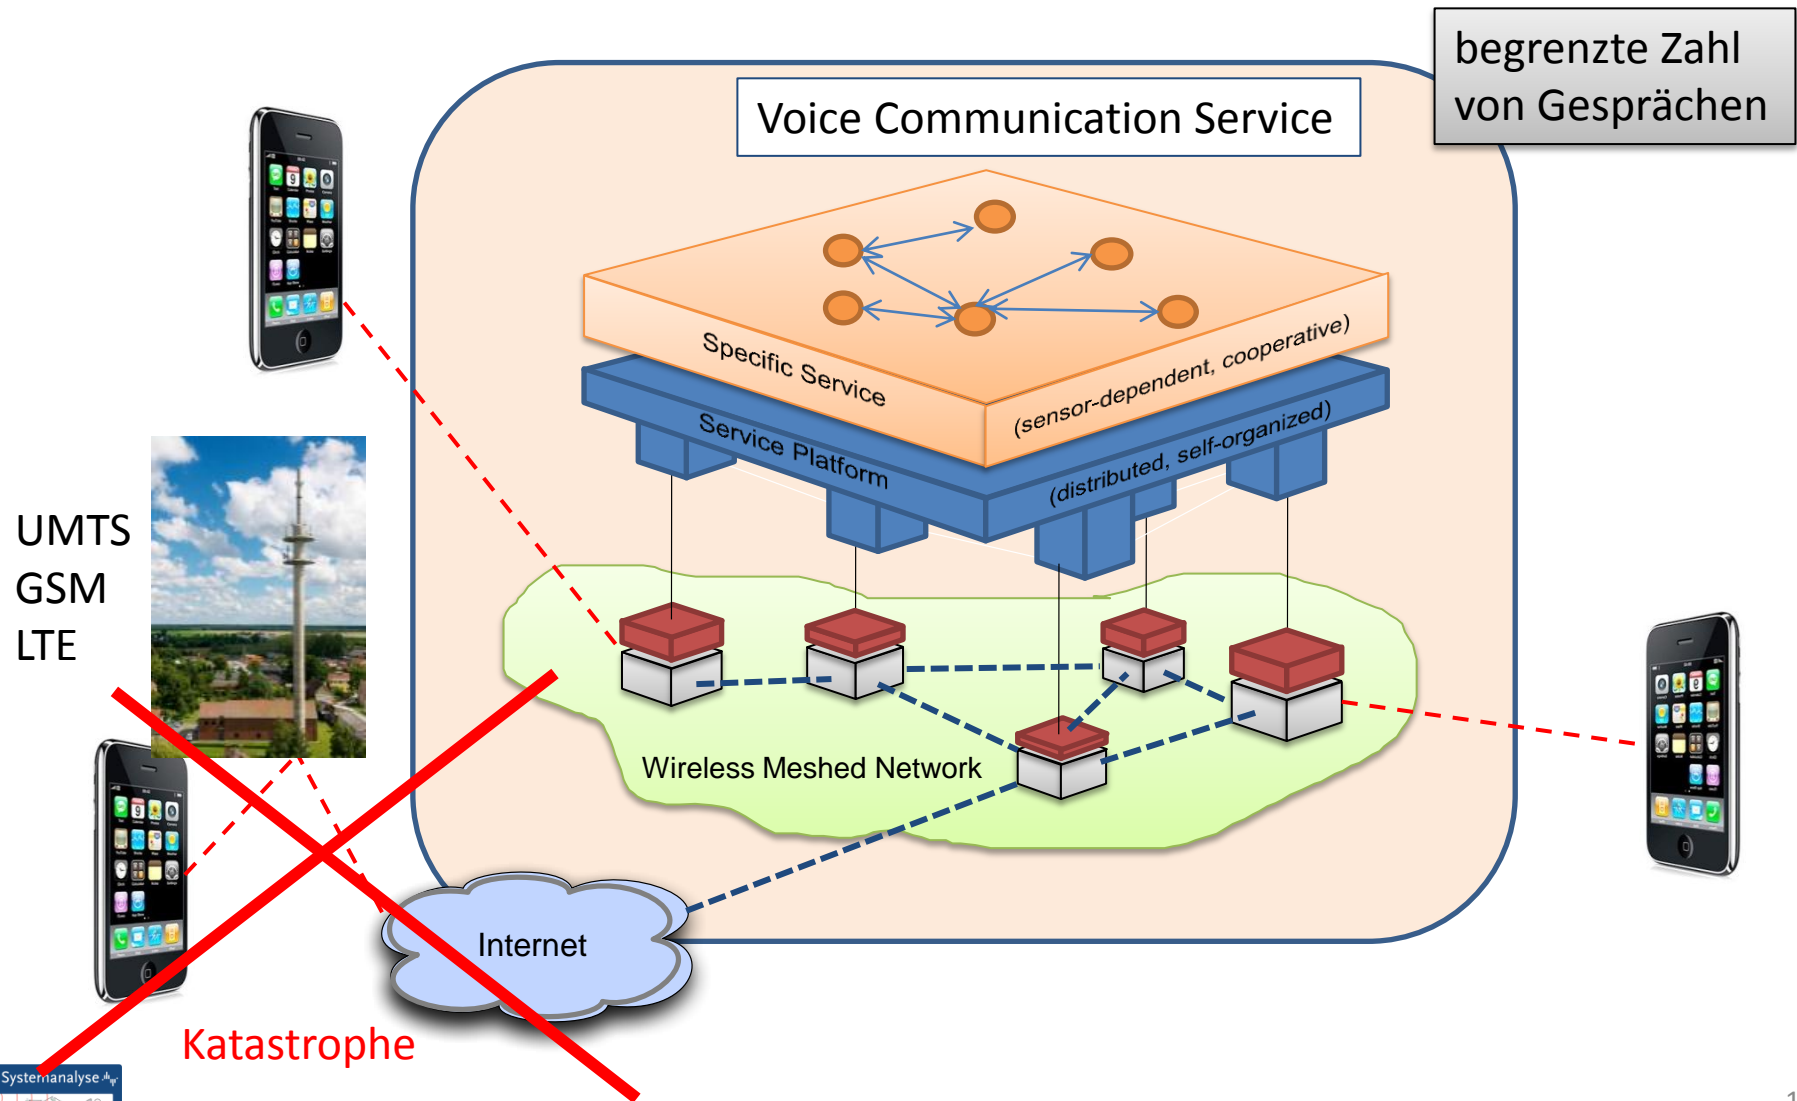 begrenzte Zahl
von Gesprächen
Voice Communication Service
Specific Service
(sensor-dependent, cooperative)
Service Platform
(distributed, self-organized)
UMTS
GSM
LTE
Wireless Meshed Network
Internet
Katastrophe
Systemanalyse
1